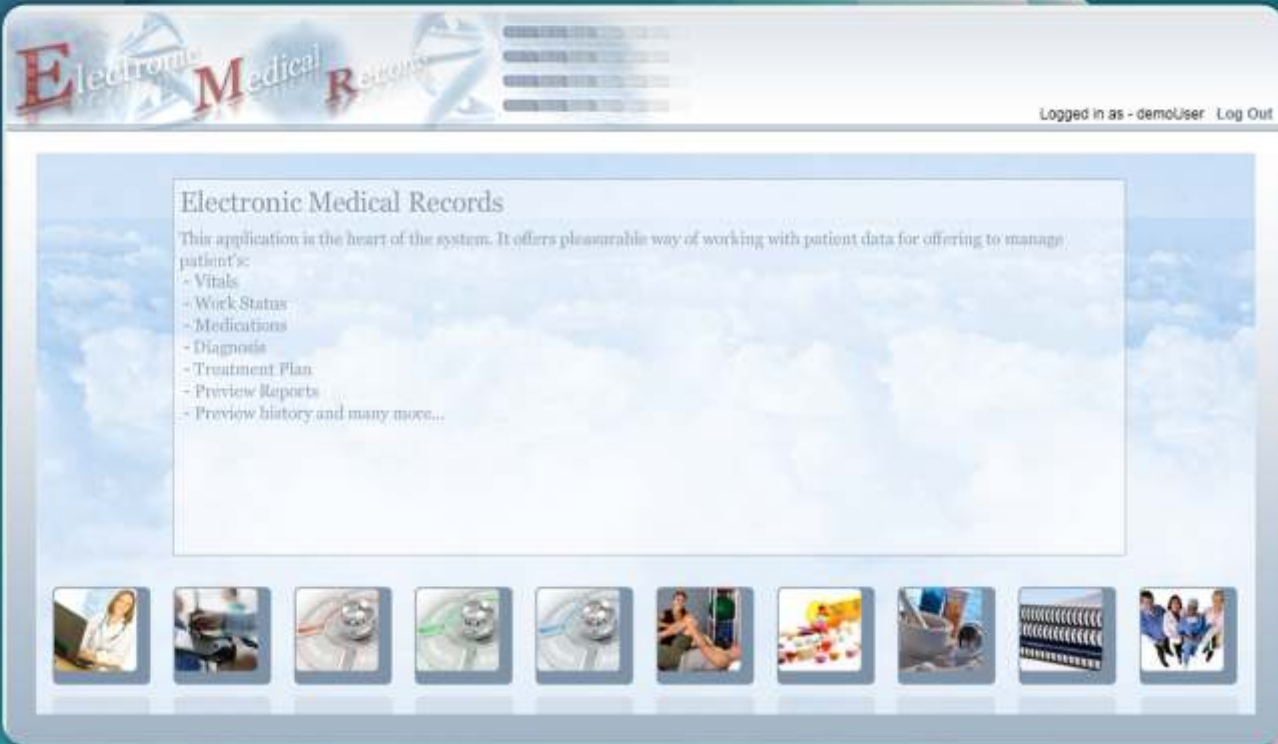 Electronic Medical Record
Logged in as - demoUser Log Out
Electronic Medical Records
This application is the heart of the system. It offers pleasurable way of working with patient data for offering to manage
patient's:
- Vitals
- Work Status
- Medications
- Diagnosis
- Treatment Plan
- Preview Reports
- Preview history and many more...